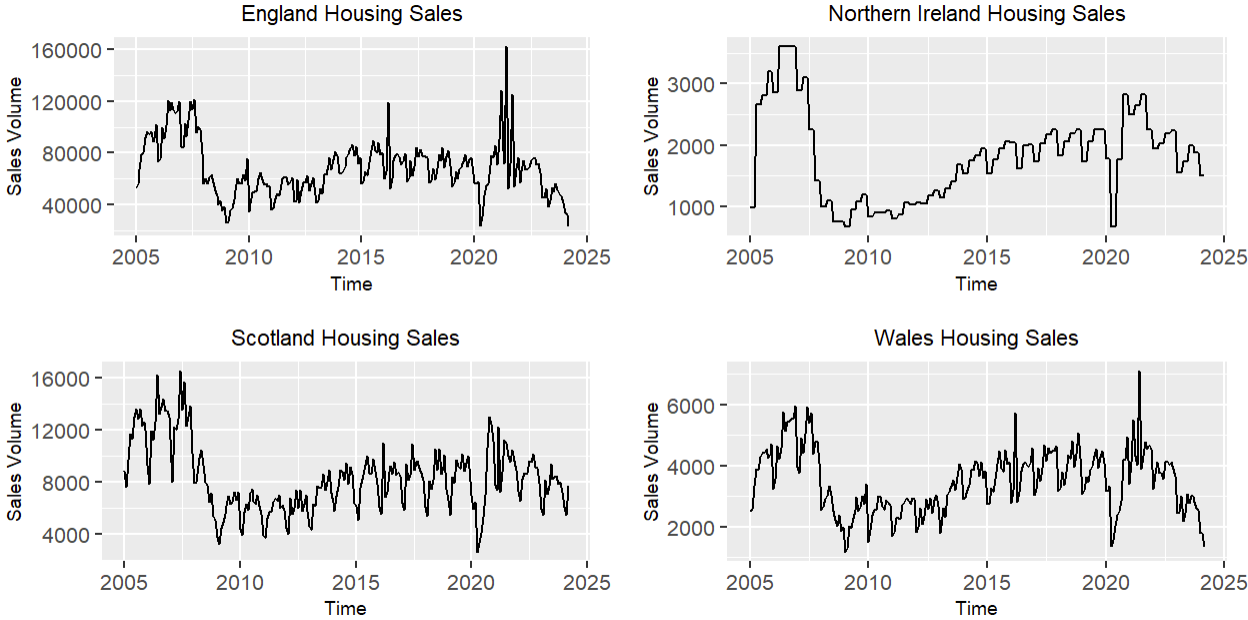 England Housing Sales
Sales Volume
160000
120000
80000
40000
2005 2010 2015 2020 2025
Time
Northern Ireland Housing Sales
Sales Volume
3000
2000
1000
2005 2010 2015 2020 2025
Time
Scotland Housing Sales
Sales Volume
16000
12000
8000
4000
2005 2010 2015 2020 2025
Time
Wales Housing Sales
Sales Volume
6000
4000
2000
2005 2010 2015 2020 2025
Time